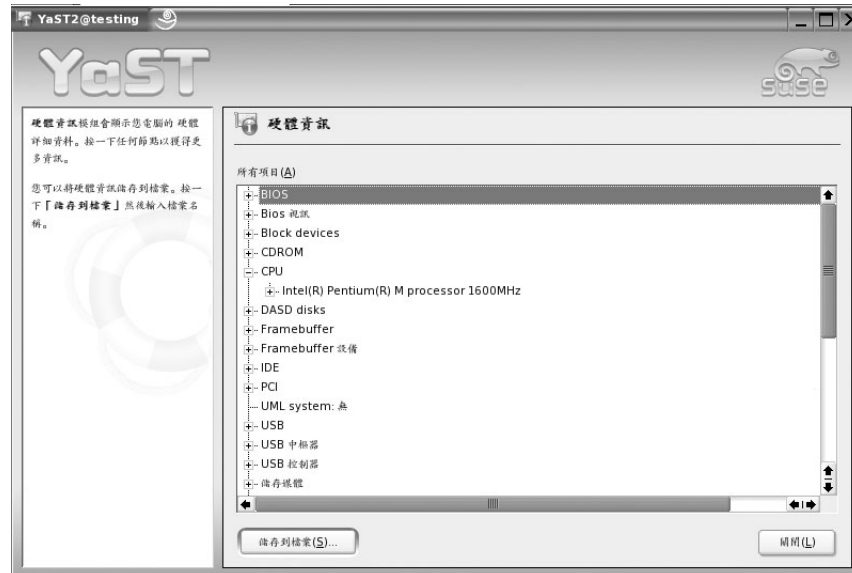 YaST2@testing
YaST
suse
硬體資訊模組會顯示您電腦的 硬體
詳細資料。按一下任何節點以獲得更
多資訊。
您可以將硬體資訊儲存到檔案。按一
下「儲存到檔案」然後輸入檔案名
稱。
硬體資訊
所有項目(A)
BIOS
Bios 視訊
Block devices
CDROM
CPU
Intel(R) Pentium(R) M processor 1600MHz
DASD disks
Framebuffer
Framebuffer 設備
IDE
PCI
UML system: 無
USB
USB 中樞器
USB 控制器
儲存媒體
儲存到檔案(S)...
關閉(L)